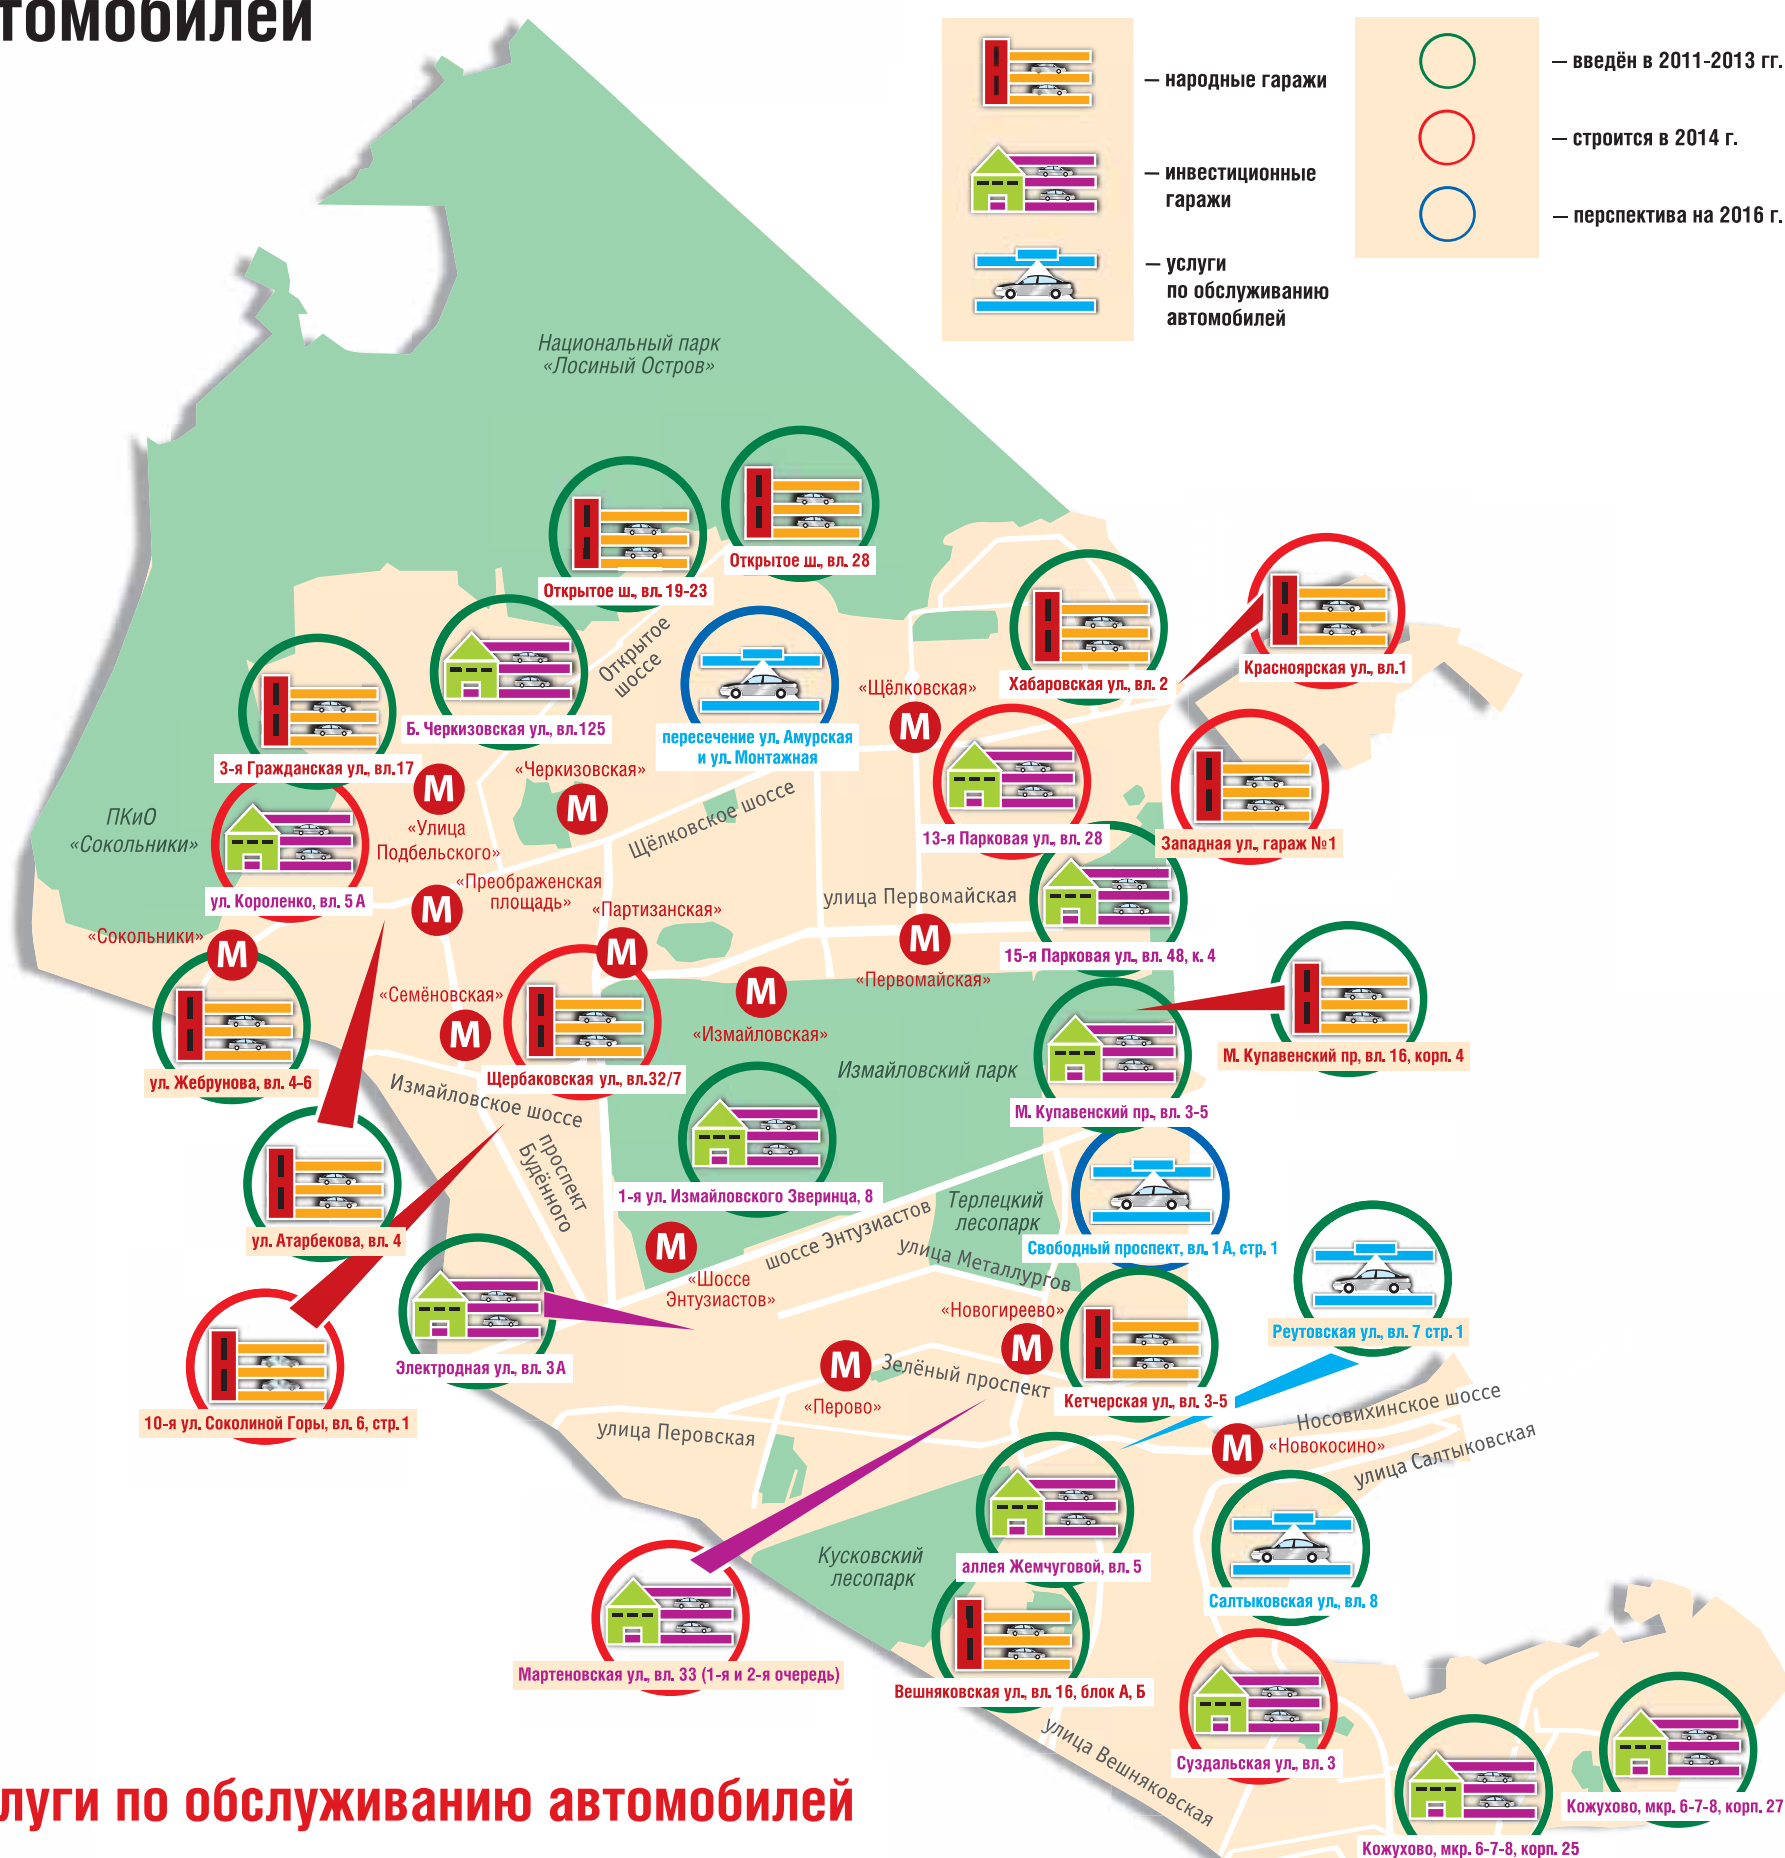 томобилей
— народные гаражи
— инвестиционные
гаражи
— услуги
по обслуживанию
автомобилей
— введён в 2011-2013 гг.
— строится в 2014 г.
— перспектива на 2016 г.
Национальный парк
«Лосиный Остров»
Открытое ш., вл. 28
Открытое ш., вл. 19-23
Открытое
шоссе
Красноярская ул., вл.1
Хабаровская ул., вл. 2
«Щёлковская»
М
Б. Черкизовская ул., вл.125
пересечение ул. Амурская
и ул. Монтажная
3-я Гражданская ул., вл.17
«Черкизовская»
М
М
«Улица
Подбельского»
Щёлковское шоссе
ПКиО
«Сокольники»
13-я Парковая ул., вл. 28
Западная ул., гараж №1
ул. Короленко, вл. 5 А
«Преображенская
площадь»
М
«Партизанская»
М
улица Первомайская
М
«Первомайская»
«Сокольники»
М
15-я Парковая ул., вл. 48, к. 4
«Семёновская»
М
М
«Измайловская»
М. Купавенский пр, вл. 16, корп. 4
Измайловский парк
ул. Жебрунова, вл. 4-6
Щербаковская ул., вл.32/7
Измайловское шоссе
М. Купавенский пр., вл. 3-5
проспект
Будённого
1-я ул. Измайловского Зверинца, 8
Терлецкий
лесопарк
ул. Атарбекова, вл. 4
шоссе Энтузиастов
Свободный проспект, вл. 1 А, стр. 1
улица Металлургов
М
«Шоссе
Энтузиастов»
«Новогиреево»
М
Реутовская ул., вл. 7 стр. 1
Электродная ул., вл. 3А
М
«Перово»
Зелёный проспект
Кетчерская ул., вл. 3-5
10-я ул. Соколиной Горы, вл. 6, стр.1
улица Перовская
Носовихинское шоссе
М
«Новокосино»
улица Салтыковская
Кусковский
лесопарк
аллея Жемчуговой, вл. 5
Салтыковская ул., вл. 8
Мартеновская ул., вл. 33 (1-я и 2-я очередь)
Вешняковская ул., вл. 16, блок А, Б
улица Вешняковская
Суздальская ул., вл. 3
Кожухово, мкр. 6-7-8, корп. 27
Кожухово, мкр. 6-7-8, корп. 25
луги по обслуживанию автомобилей